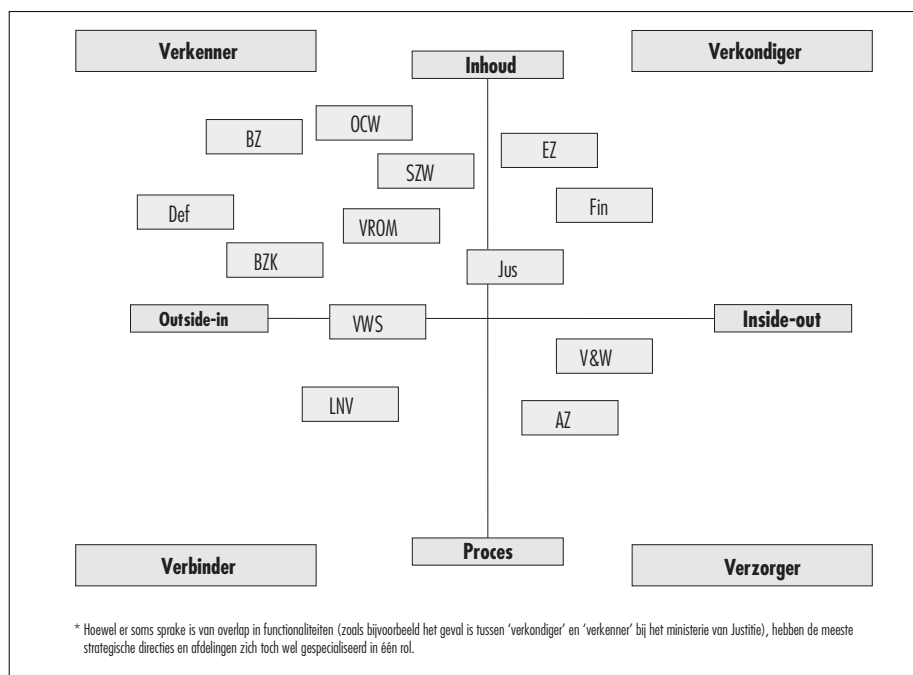 Verkenner
Verkondiger
Inhoud
OCW
BZ
EZ
SZW
Def
Fin
VROM
BZK
Jus
Outside-in
VWS
Inside-out
V&W
LNV
AZ
Proces
Verbinder
Verzorger
* Hoewel er soms sprake is van overlap in functionaliteiten (zoals bijvoorbeeld het geval is tussen ‘verkondiger’ en ‘verkenner’ bij het ministerie van Justitie), hebben de meeste
strategische directies en afdelingen zich toch wel gespecialiseerd in één rol.